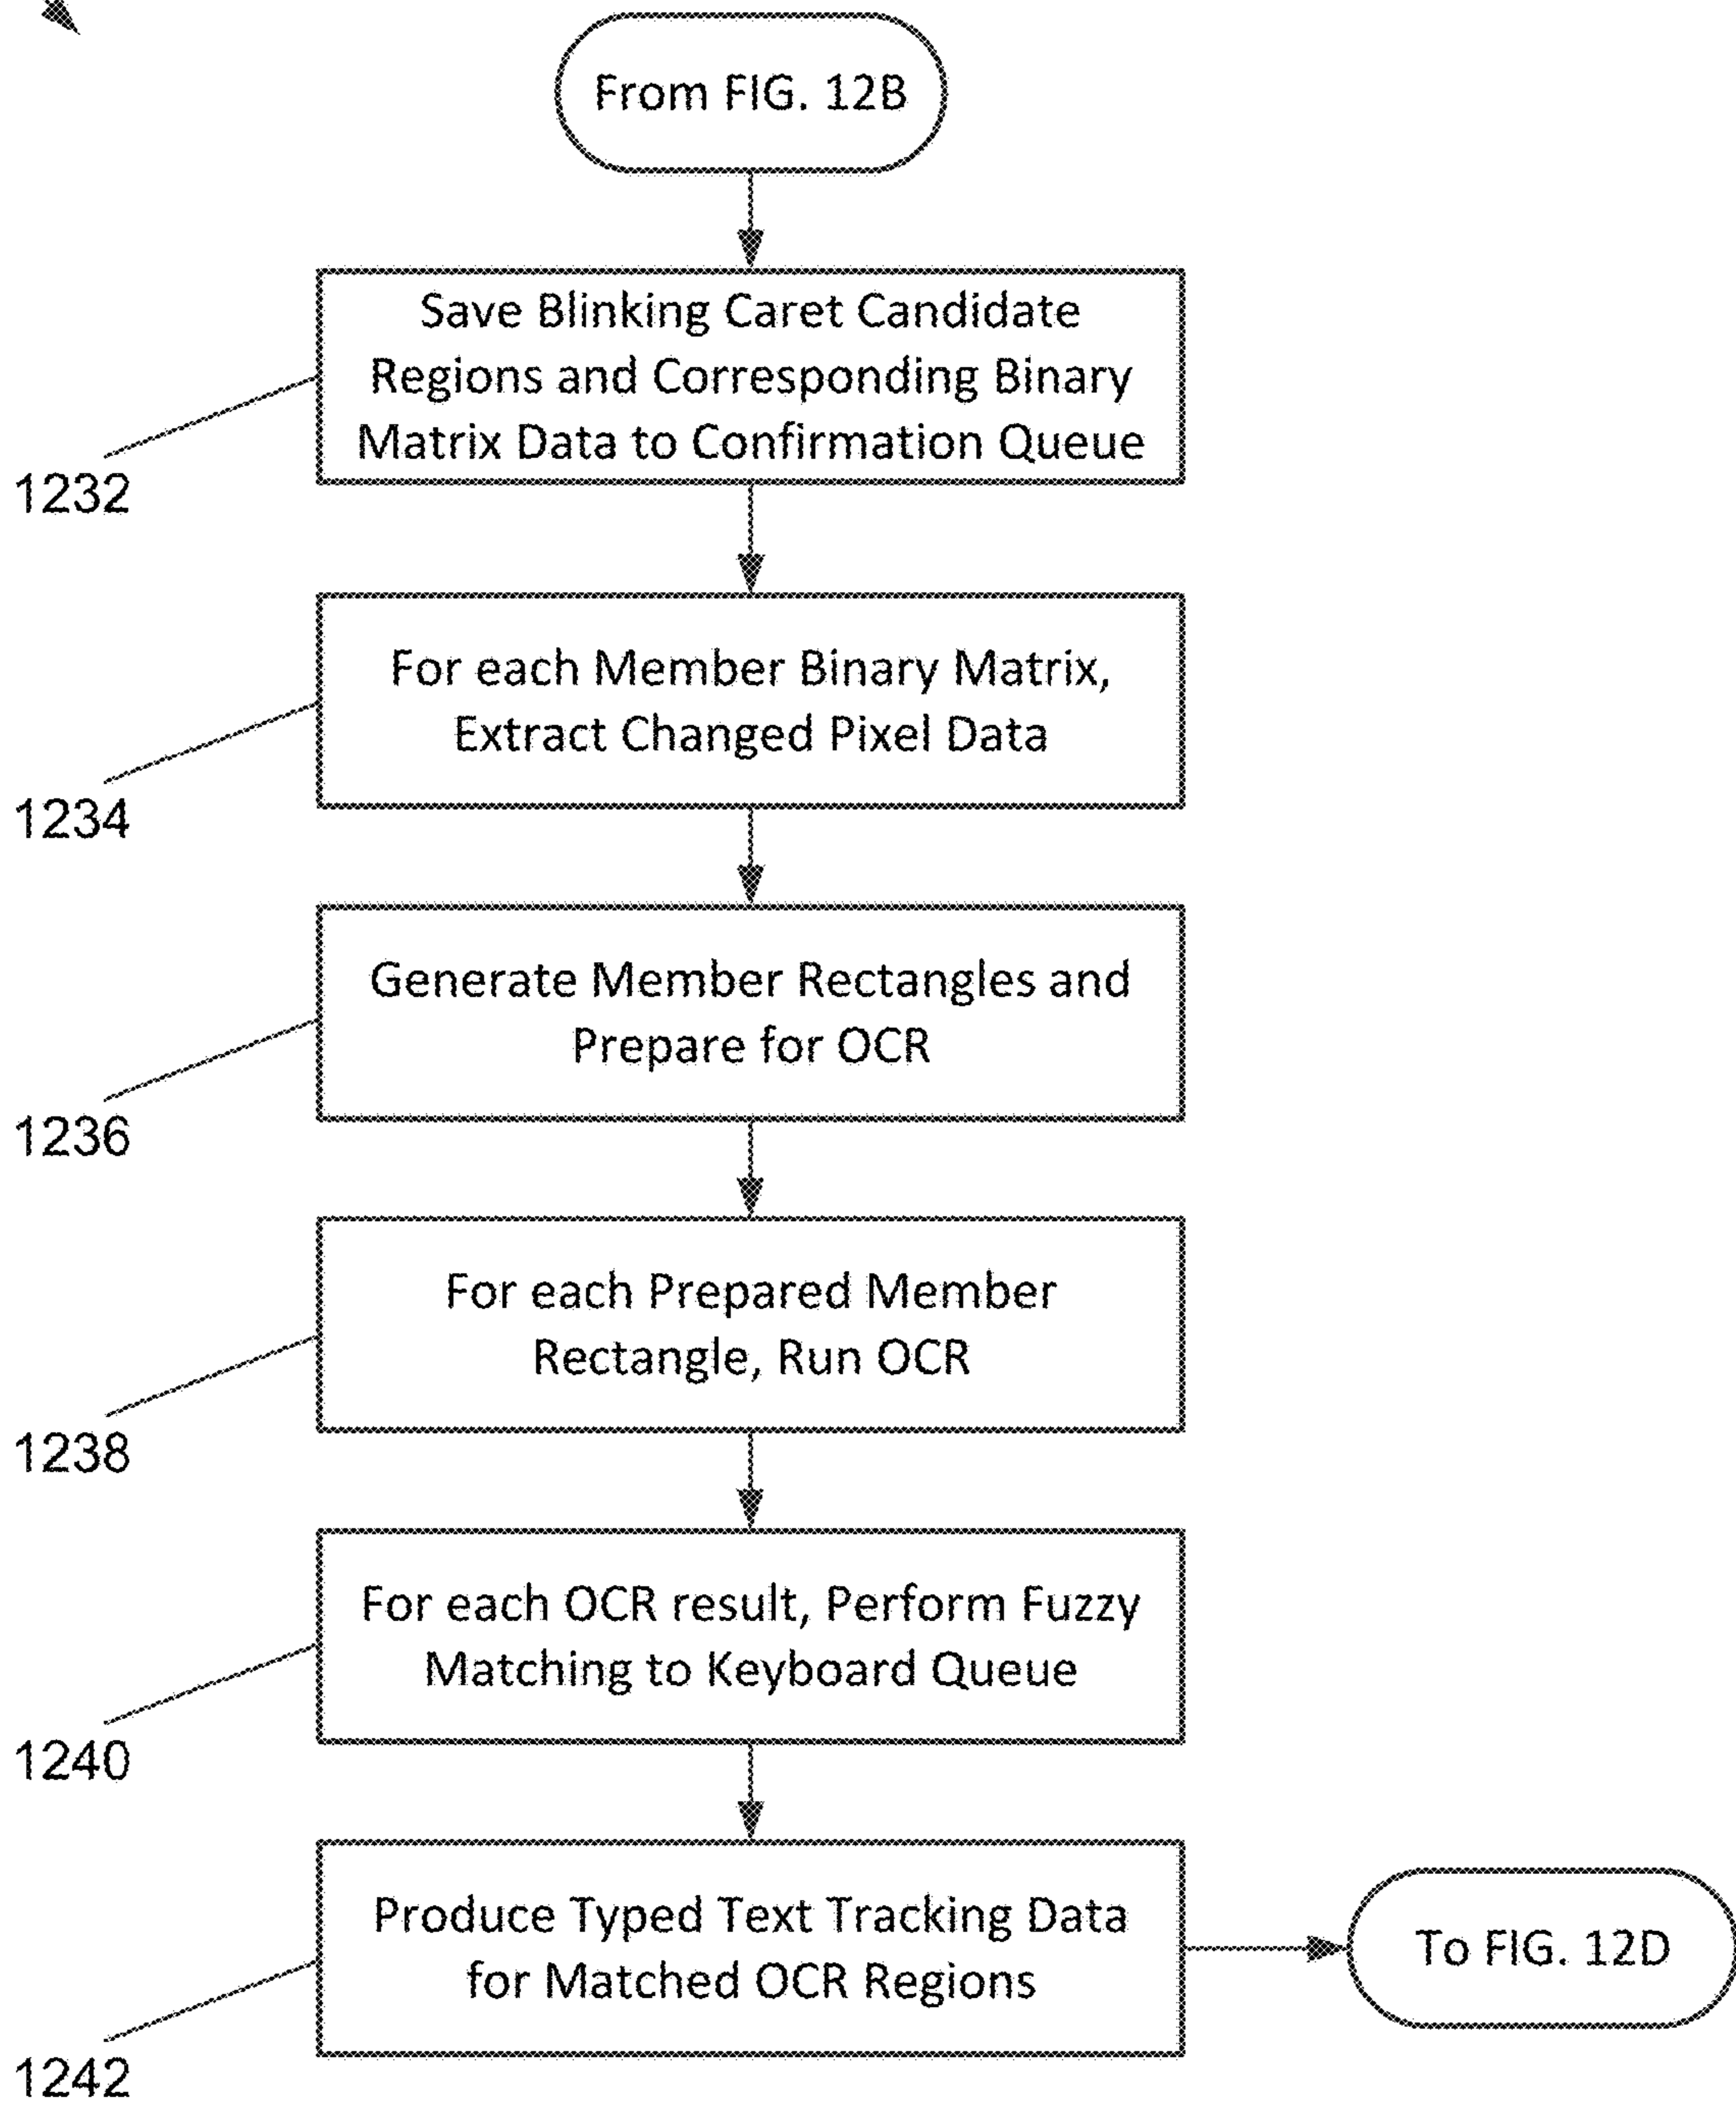 From FIG. 12B
Save Blinking Caret Candidate
Regions and Corresponding Binary
Matrix Data to Confirmation Queue
1232
For each Member Binary Matrix,
Extract Changed Pixel Data
1234
Generate Member Rectangles and
Prepare for OCR
1236
For each Prepared Member
Rectangle, Run OCR
1238
For each OCR result, Perform Fuzzy
Matching to Keyboard Queue
1240
Produce Typed Text Tracking Data
for Matched OCR Regions
To FIG. 12D
1242